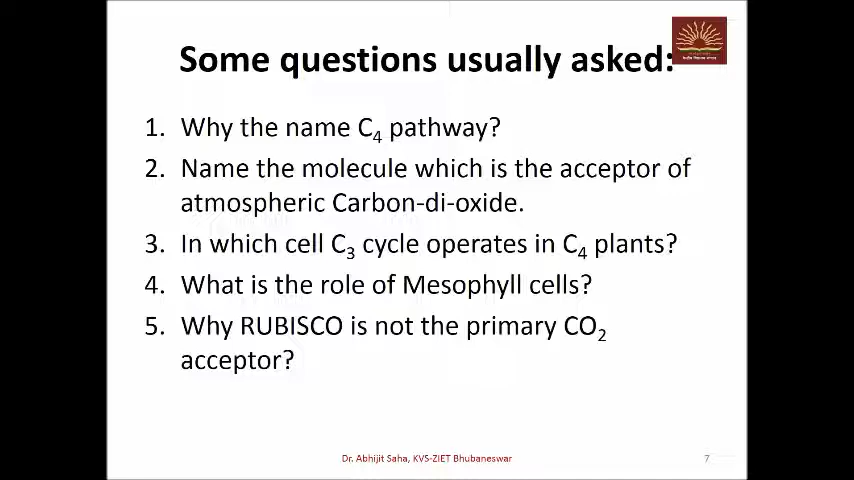 Some questions usually asked:
1. Why the name C₄ pathway?
2. Name the molecule which is the acceptor of
atmospheric Carbon-di-oxide.
3. In which cell C₃ cycle operates in C₄ plants?
4. What is the role of Mesophyll cells?
5. Why RUBISCO is not the primary CO₂
acceptor?
Dr. Abhijit Saha, KVS-ZIET Bhubaneswar
7